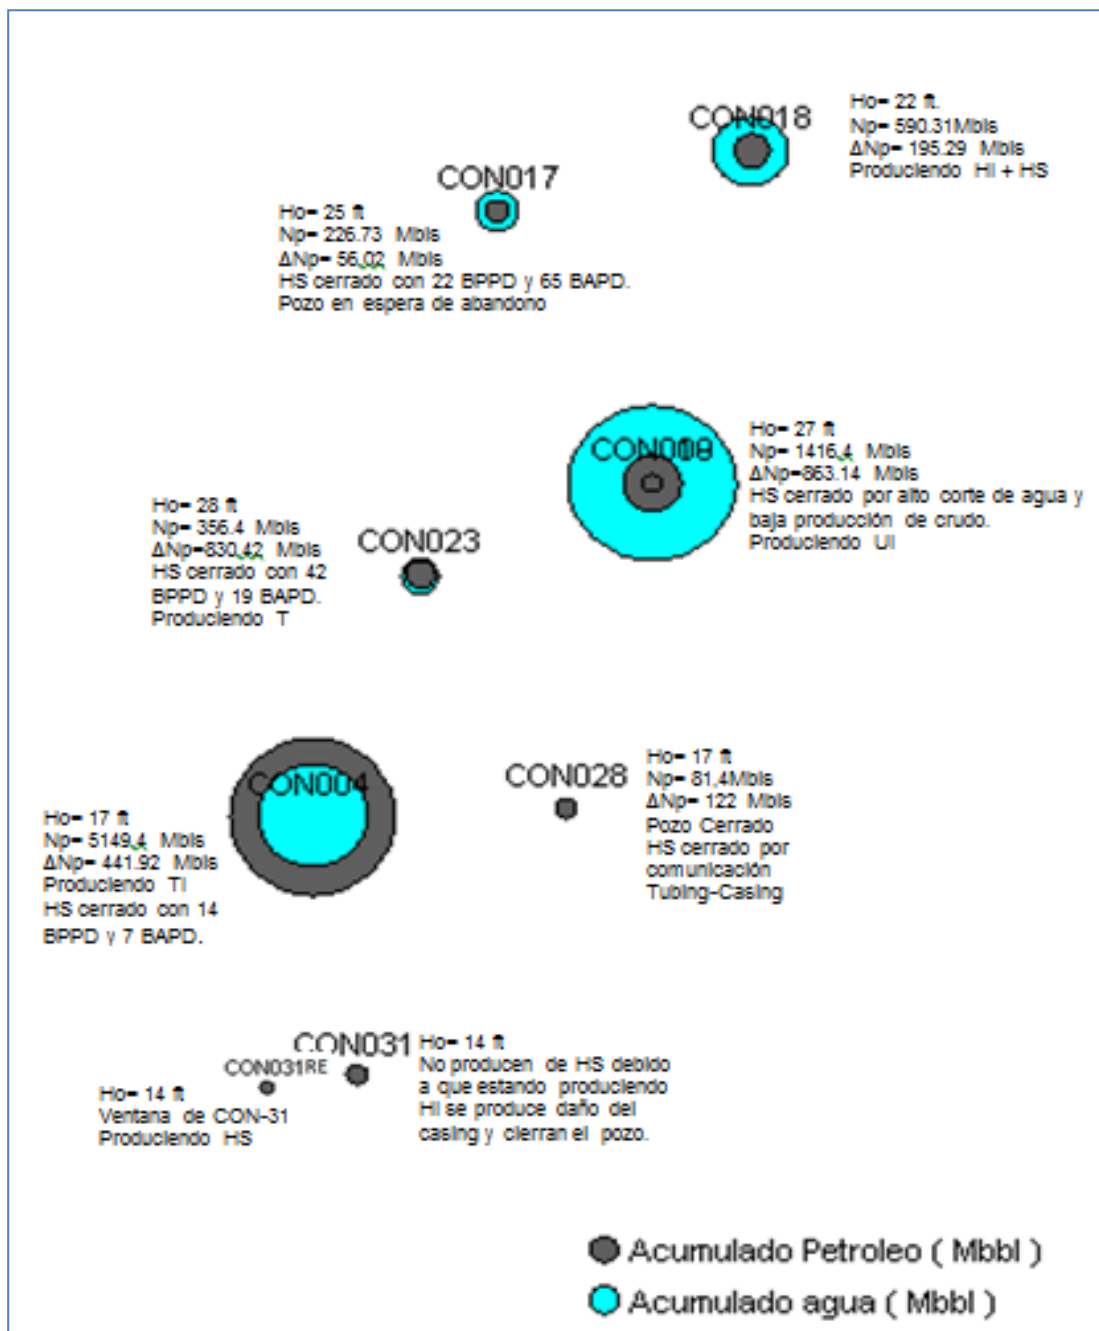 CON018
Ho= 22 ft.
Np= 590.31Mbls
ΔNp= 195.29 Mbls
Produciendo HI + HS
CON017
Ho= 25 ft
Np= 226.73 Mbls
ΔNp= 56,02 Mbls
HS cerrado con 22 BPPD y 65 BAPD.
Pozo en espera de abandono
Ho= 27 ft
Np= 1416,4 Mbls
ΔNp=863.14 Mbls
HS cerrado por alto corte de agua y
baja producción de crudo.
Produciendo UI
CON023
Ho= 28 ft
Np= 356.4 Mbls
ΔNp=830,42 Mbls
HS cerrado con 42
BPPD y 19 BAPD.
Produciendo T
CON004
Ho= 17 ft
Np= 5149,4 Mbls
ΔNp= 441.92 Mbls
Produciendo TI
HS cerrado con 14
BPPD y 7 BAPD.
CON028
Ho= 17 ft
Np= 81,4Mbls
ΔNp= 122 Mbls
Pozo Cerrado
HS cerrado por
comunicación
Tubing-Casing
CON031
Ho= 14 ft
No producen de HS debido
a que estando produciendo
HI se produce daño del
casing y cierran el pozo.
CON031RE
Ho= 14 ft
Ventana de CON-31
Produciendo HS
Acumulado Petroleo ( Mbbl )
Acumulado agua ( Mbbl )